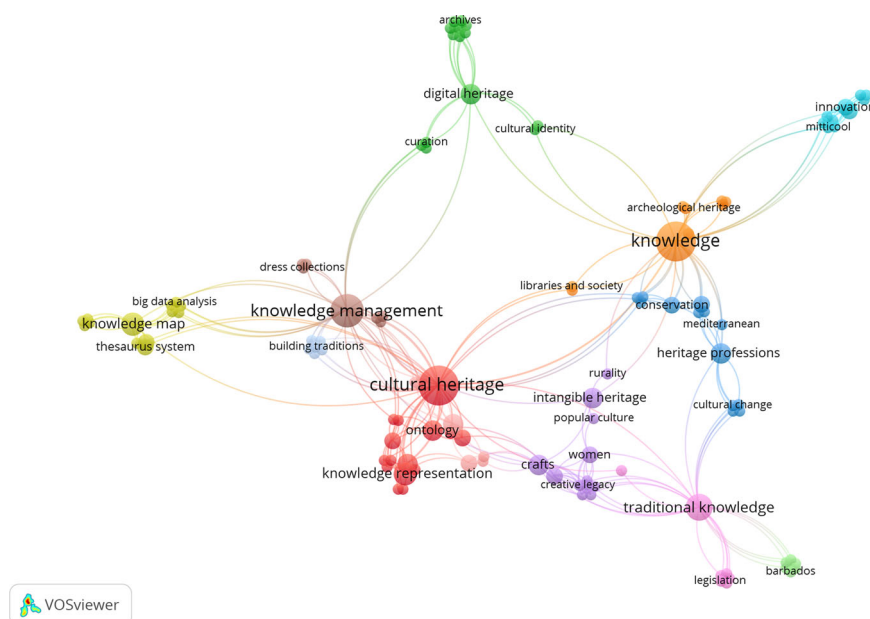 archives
digital heritage
cultural identity
curation
innovation
mitticool
archeological heritage
knowledge
dress collections
libraries and society
big data analysis
knowledge management
conservation
knowledge map
mediterranean
thesaurus system
building traditions
heritage professions
rurality
cultural heritage
intangible heritage
cultural change
popular culture
ontology
women
crafts
knowledge representation
creative legacy
traditional knowledge
barbados
legislation
VOSviewer